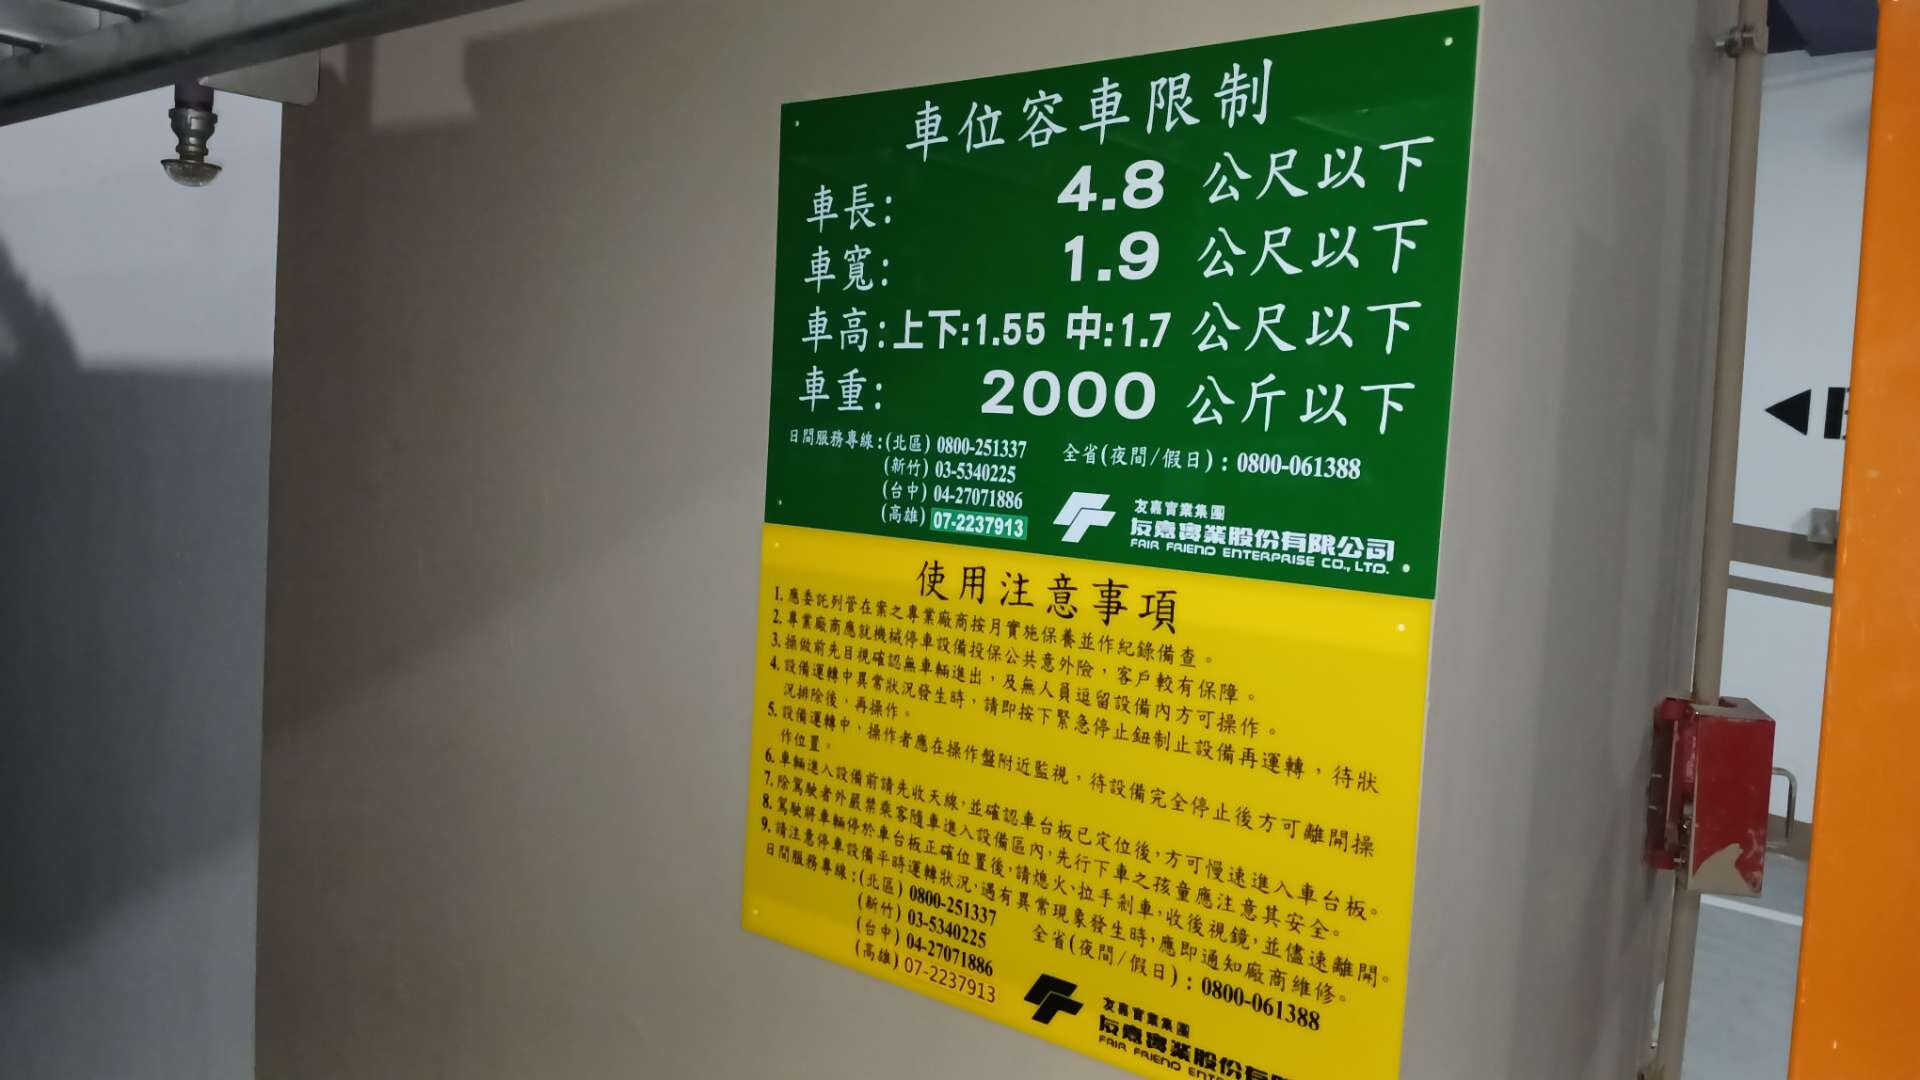 車位容車限制
車長: 4.8 公尺以下
車寬: 1.9 公尺以下
車高:上下:1.55 中:1.7 公尺以下
車重: 2000 公斤以下
日間服務專線:(北區) 0800-251337 全省(夜間/假日):0800-061388
(新竹) 03-5340225
(台中) 04-27071886
(高雄) 07-2237913
友嘉實業集團
友嘉實業股份有限公司
FAIR FRIEND ENTERPRISE CO., LTD.
使用注意事項
1. 應委託列管在案之專業廠商按月實施保養並作紀錄備查。
2. 專業廠商應就機械停車設備投保公共意外險,客戶較有保障。
3. 操做前先目視確認無車輛進出,及無人員逗留設備內方可操作。
4. 設備運轉中異常狀況發生時,請即按下緊急停止鈕制止設備再運轉,待狀
況排除後,再操作。
5. 設備運轉中,操作者應在操作盤附近監視,待設備完全停止後方可離開操
作位置。
6. 車輛進入設備前請先收天線,並確認車台板已定位後,方可慢速進入車台板。
7. 除駕駛者外嚴禁乘客隨車進入設備區內,先行下車之孩童應注意其安全。
8. 駕駛將車輛停於車台板正確位置後,請熄火、拉手剎車,收後視鏡,並儘速離開。
9. 請注意停車設備平時運轉狀況,遇有異常現象發生時,應即通知廠商維修。
日間服務專線:(北區) 0800-251337 全省(夜間/假日):0800-061388
(新竹) 03-5340225
(台中) 04-27071886
(高雄) 07-2237913
友嘉實業集團
友嘉實業股份有限
FAIR FRIEND ENT